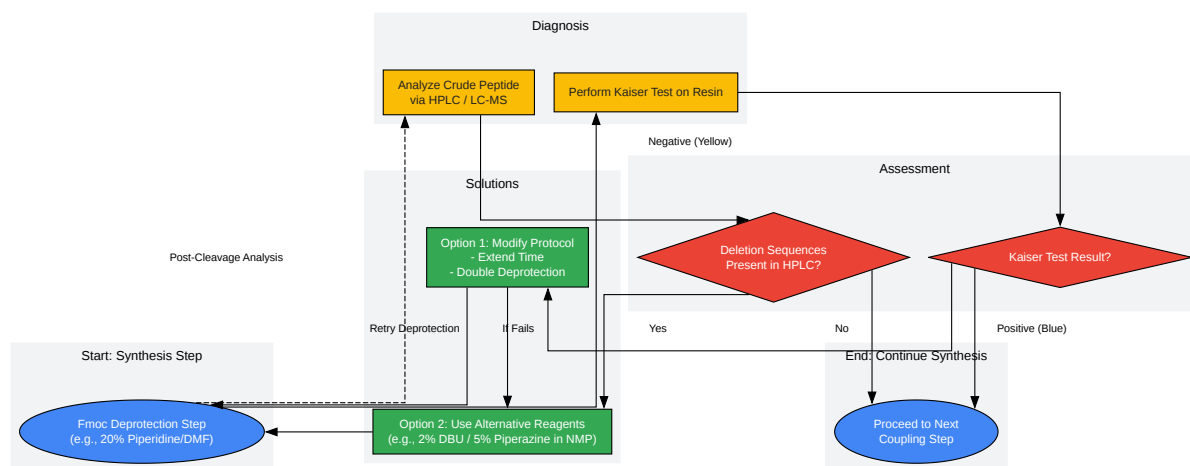 Diagnosis
Analyze Crude Peptide
via HPLC / LC-MS
Perform Kaiser Test on Resin
Negative (Yellow)
Assessment
Solutions
Option 1: Modify Protocol
- Extend Time
- Double Deprotection
Deletion Sequences
Present in HPLC?
Kaiser Test Result?
Post-Cleavage Analysis
Retry Deprotection
If Fails
Yes
No
Positive (Blue)
Start: Synthesis Step
End: Continue Synthesis
Fmoc Deprotection Step
(e.g., 20% Piperidine/DMF)
Option 2: Use Alternative Reagents
(e.g., 2% DBU / 5% Piperazine in NMP)
Proceed to Next
Coupling Step